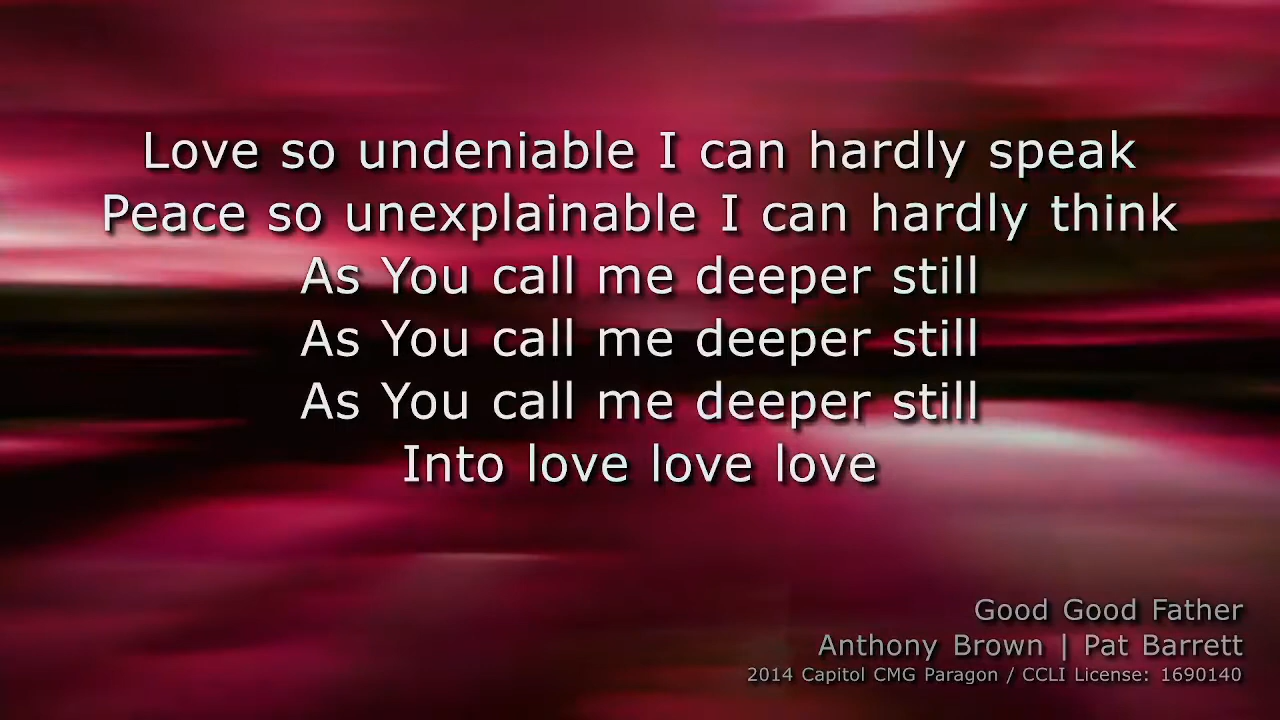 Love so undeniable I can hardly speak
Peace so unexplainable I can hardly think
As You call me deeper still
As You call me deeper still
As You call me deeper still
Into love love love
Good Good Father
Anthony Brown | Pat Barrett
2014 Capitol CMG Paragon / CCLI License: 1690140